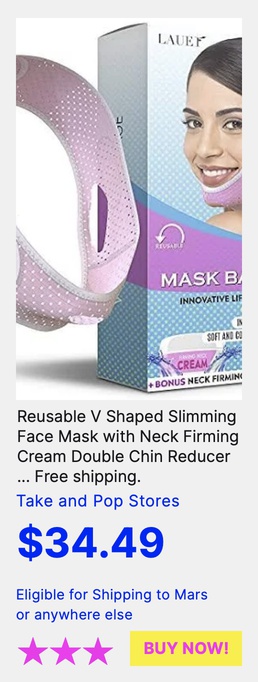 LAUET
REUSABLE
MASK BA
INNOVATIVE LIF
SOFT AND CO
CREAM
+ BONUS NECK FIRMING
Reusable V Shaped Slimming
Face Mask with Neck Firming
Cream Double Chin Reducer
... Free shipping.
Take and Pop Stores
$34.49
Eligible for Shipping to Mars
or anywhere else
BUY NOW!